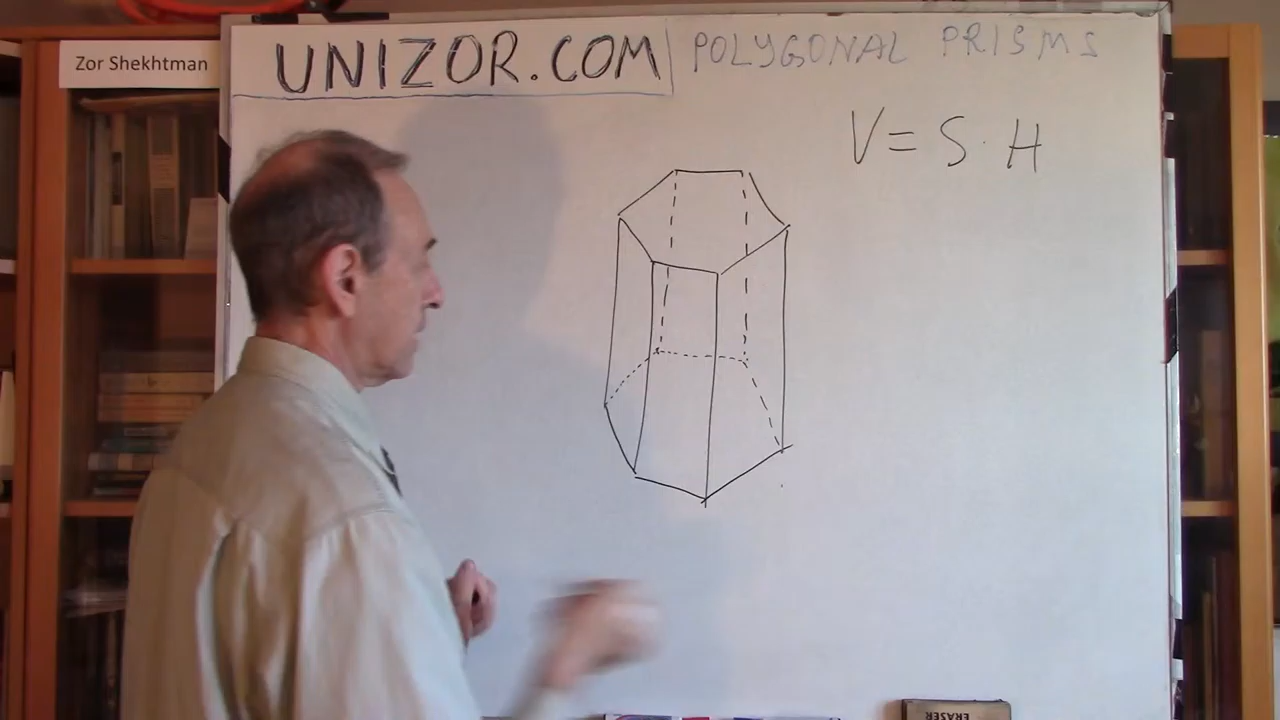 Zor Shekhtman
UNIZOR.COM
POLYGONAL PRISMS
V = S · H
ERASER